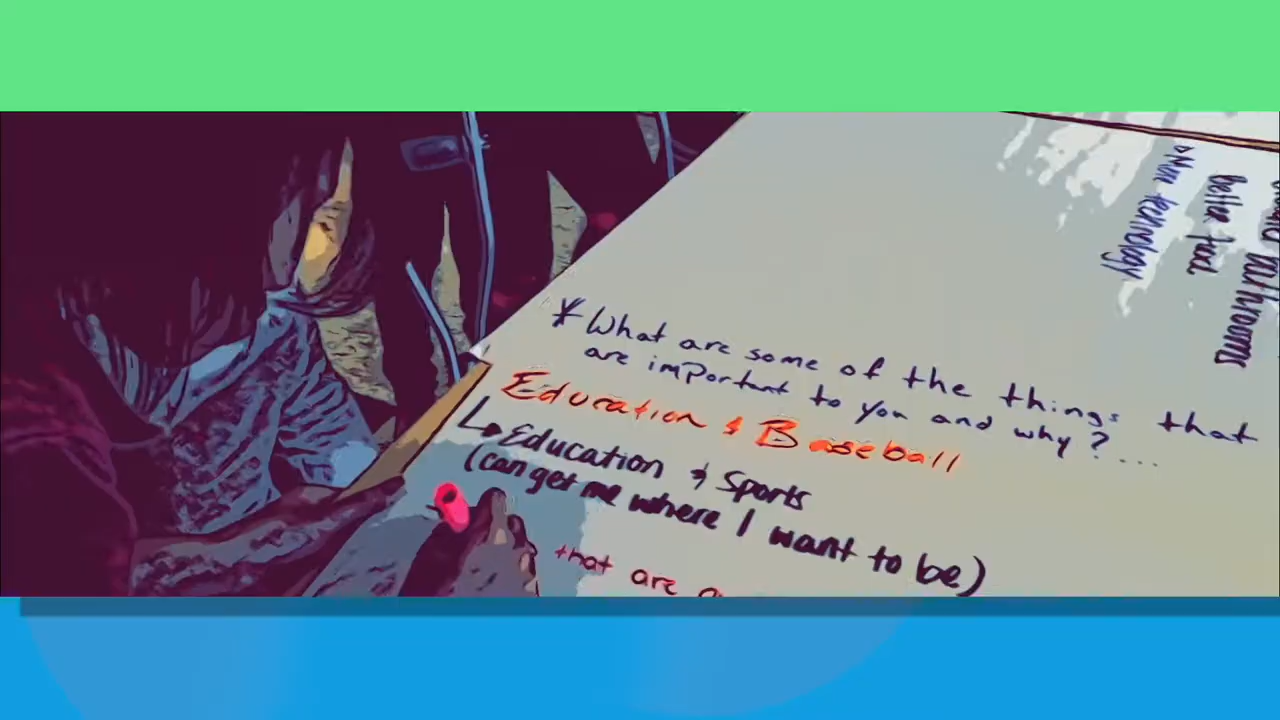 * What are some of the things that
are important to you and why?....
Education & Baseball
↳ Education & Sports
(can get me where I want to be)
that are
New technology
Better food
bathrooms